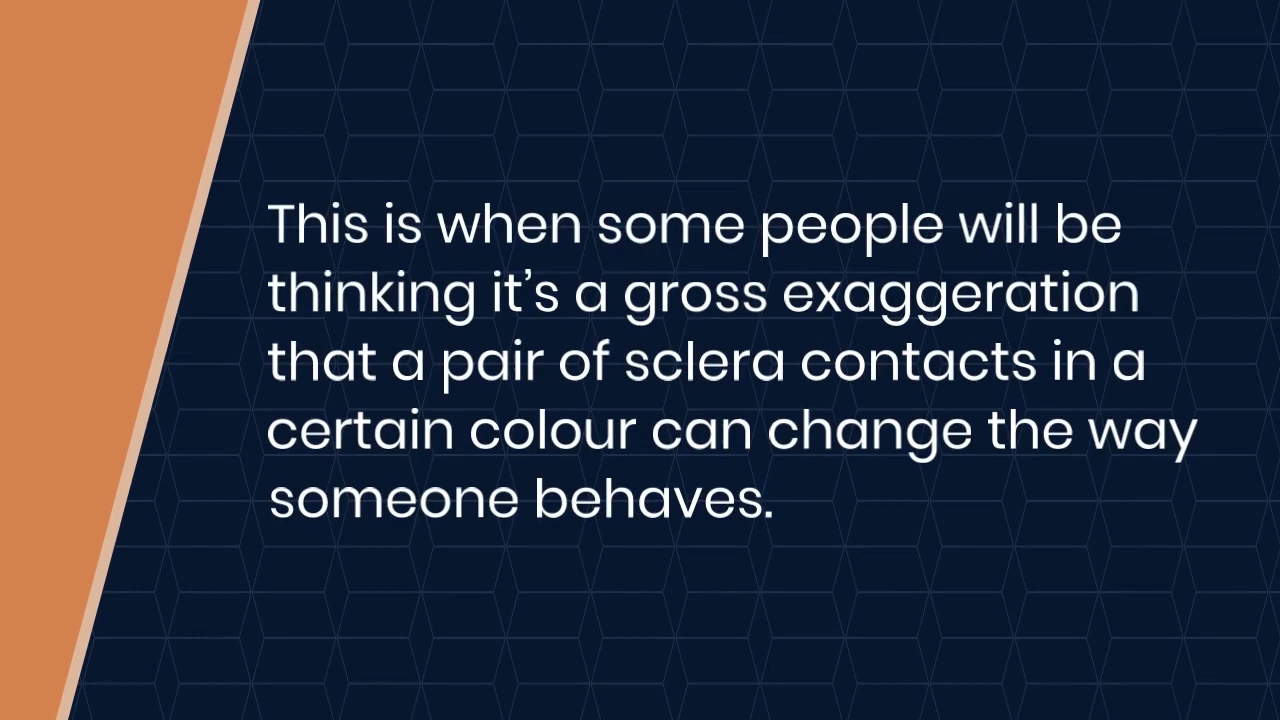 This is when some people will be
thinking it’s a gross exaggeration
that a pair of sclera contacts in a
certain colour can change the way
someone behaves.